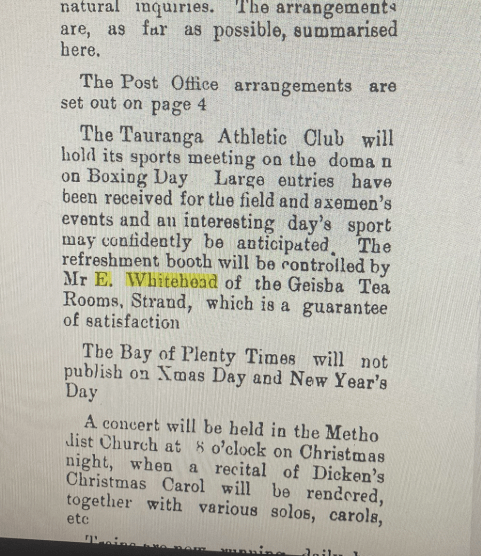 natural inquiries. The arrangements
are, as far as possible, summarised
here.
The Post Office arrangements are
set out on page 4
The Tauranga Athletic Club will
hold its sports meeting on the doma n
on Boxing Day Large entries have
been received for the field and axemen's
events and an interesting day's sport
may confidently be anticipated. The
refreshment booth will be controlled by
Mr E. Whitehead of the Geisha Tea
Rooms, Strand, which is a guarantee
of satisfaction
The Bay of Plenty Times will not
publish on Xmas Day and New Year's
Day
A concert will be held in the Metho
dist Church at 8 o'clock on Christmas
night, when a recital of Dicken's
Christmas Carol will be rendered,
together with various solos, carols,
etc